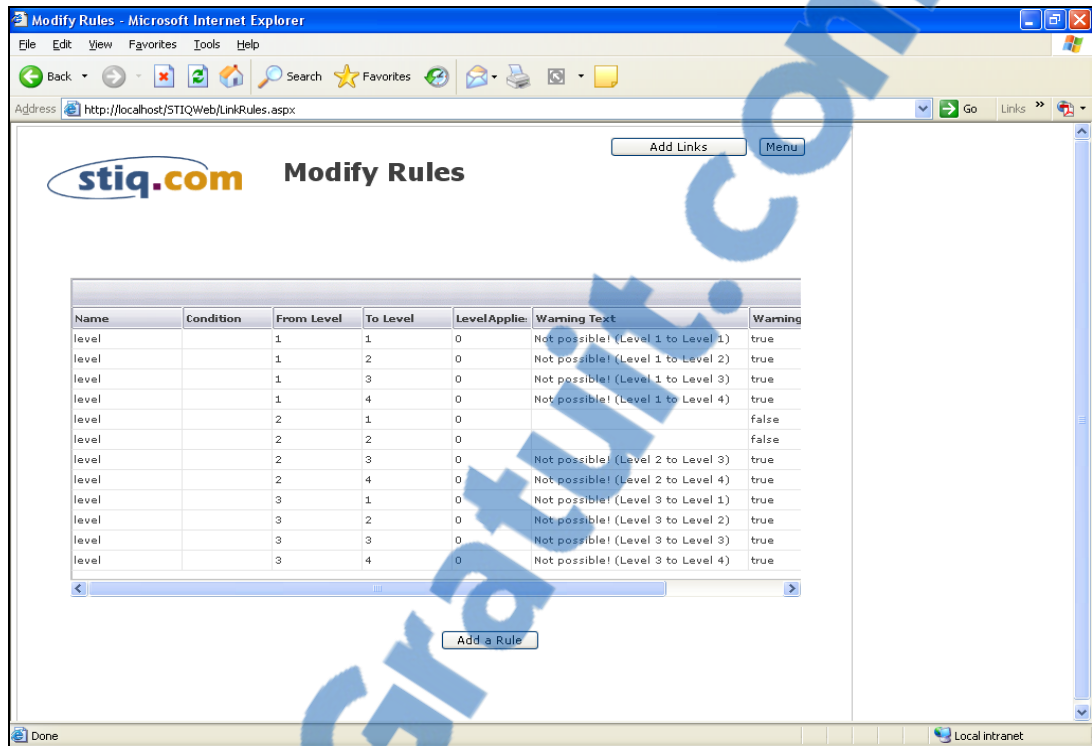 Modify Rules - Microsoft Internet Explorer
File Edit View Favorites Tools Help
Back Search Favorites
Address http://localhost/STIQWeb/LinkRules.aspx Go Links »
Add Links Menu
stiq.com Modify Rules
Name Condition From Level To Level LevelApplie Warning Text Warning
level 1 1 0 Not possible! (Level 1 to Level 1) true
level 1 2 0 Not possible! (Level 1 to Level 2) true
level 1 3 0 Not possible! (Level 1 to Level 3) true
level 1 4 0 Not possible! (Level 1 to Level 4) true
level 2 1 0 false
level 2 2 0 false
level 2 3 0 Not possible! (Level 2 to Level 3) true
level 2 4 0 Not possible! (Level 2 to Level 4) true
level 3 1 0 Not possible! (Level 3 to Level 1) true
level 3 2 0 Not possible! (Level 3 to Level 2) true
level 3 3 0 Not possible! (Level 3 to Level 3) true
level 3 4 0 Not possible! (Level 3 to Level 4) true
Add a Rule
Done Local intranet
Gratuit.com